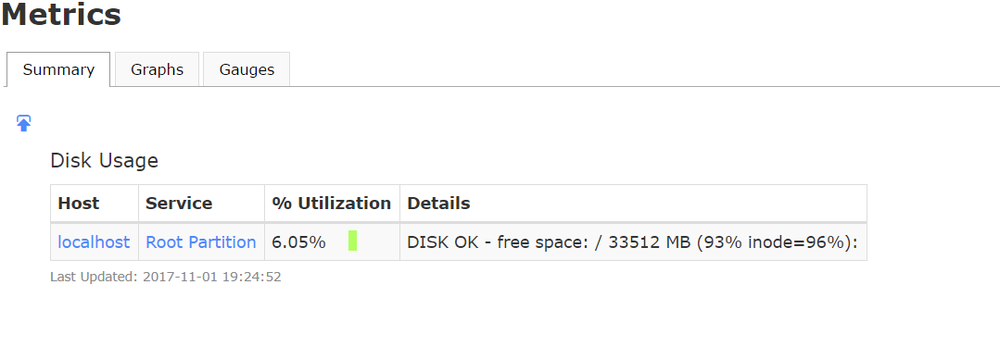 Metrics
Summary Graphs Gauges
Disk Usage
Host Service % Utilization Details
localhost Root Partition 6.05% DISK OK - free space: / 33512 MB (93% inode=96%):
Last Updated: 2017-11-01 19:24:52